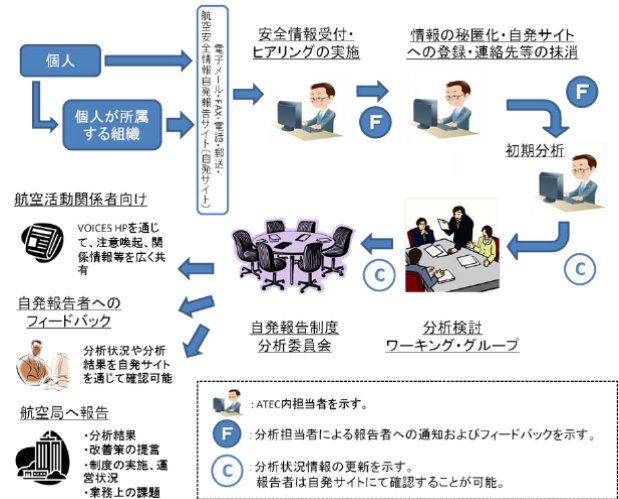 個人
個人が所属
する組織
航空安全情報自発報告サイト(自発サイト)
電子メール・FAX・電話・郵送・
安全情報受付・
ヒアリングの実施
情報の秘匿化・自発サイト
への登録・連絡先等の抹消
F
F
初期分析
航空活動関係者向け
VOICES HPを通じ
て、注意喚起、関
係情報等を広く共
有
C
C
自発報告者への
フィードバック
分析状況や分析
結果を自発サイト
を通じて確認可能
自発報告制度
分析委員会
分析検討
ワーキング・グループ
航空局へ報告
・分析結果
・改善策の提言
・制度の実施、運
営状況
・業務上の課題
:ATEC内担当者を示す。
F
:分析担当者による報告者への通知およびフィードバックを示す。
C
:分析状況情報の更新を示す。
報告者は自発サイトにて確認することが可能。